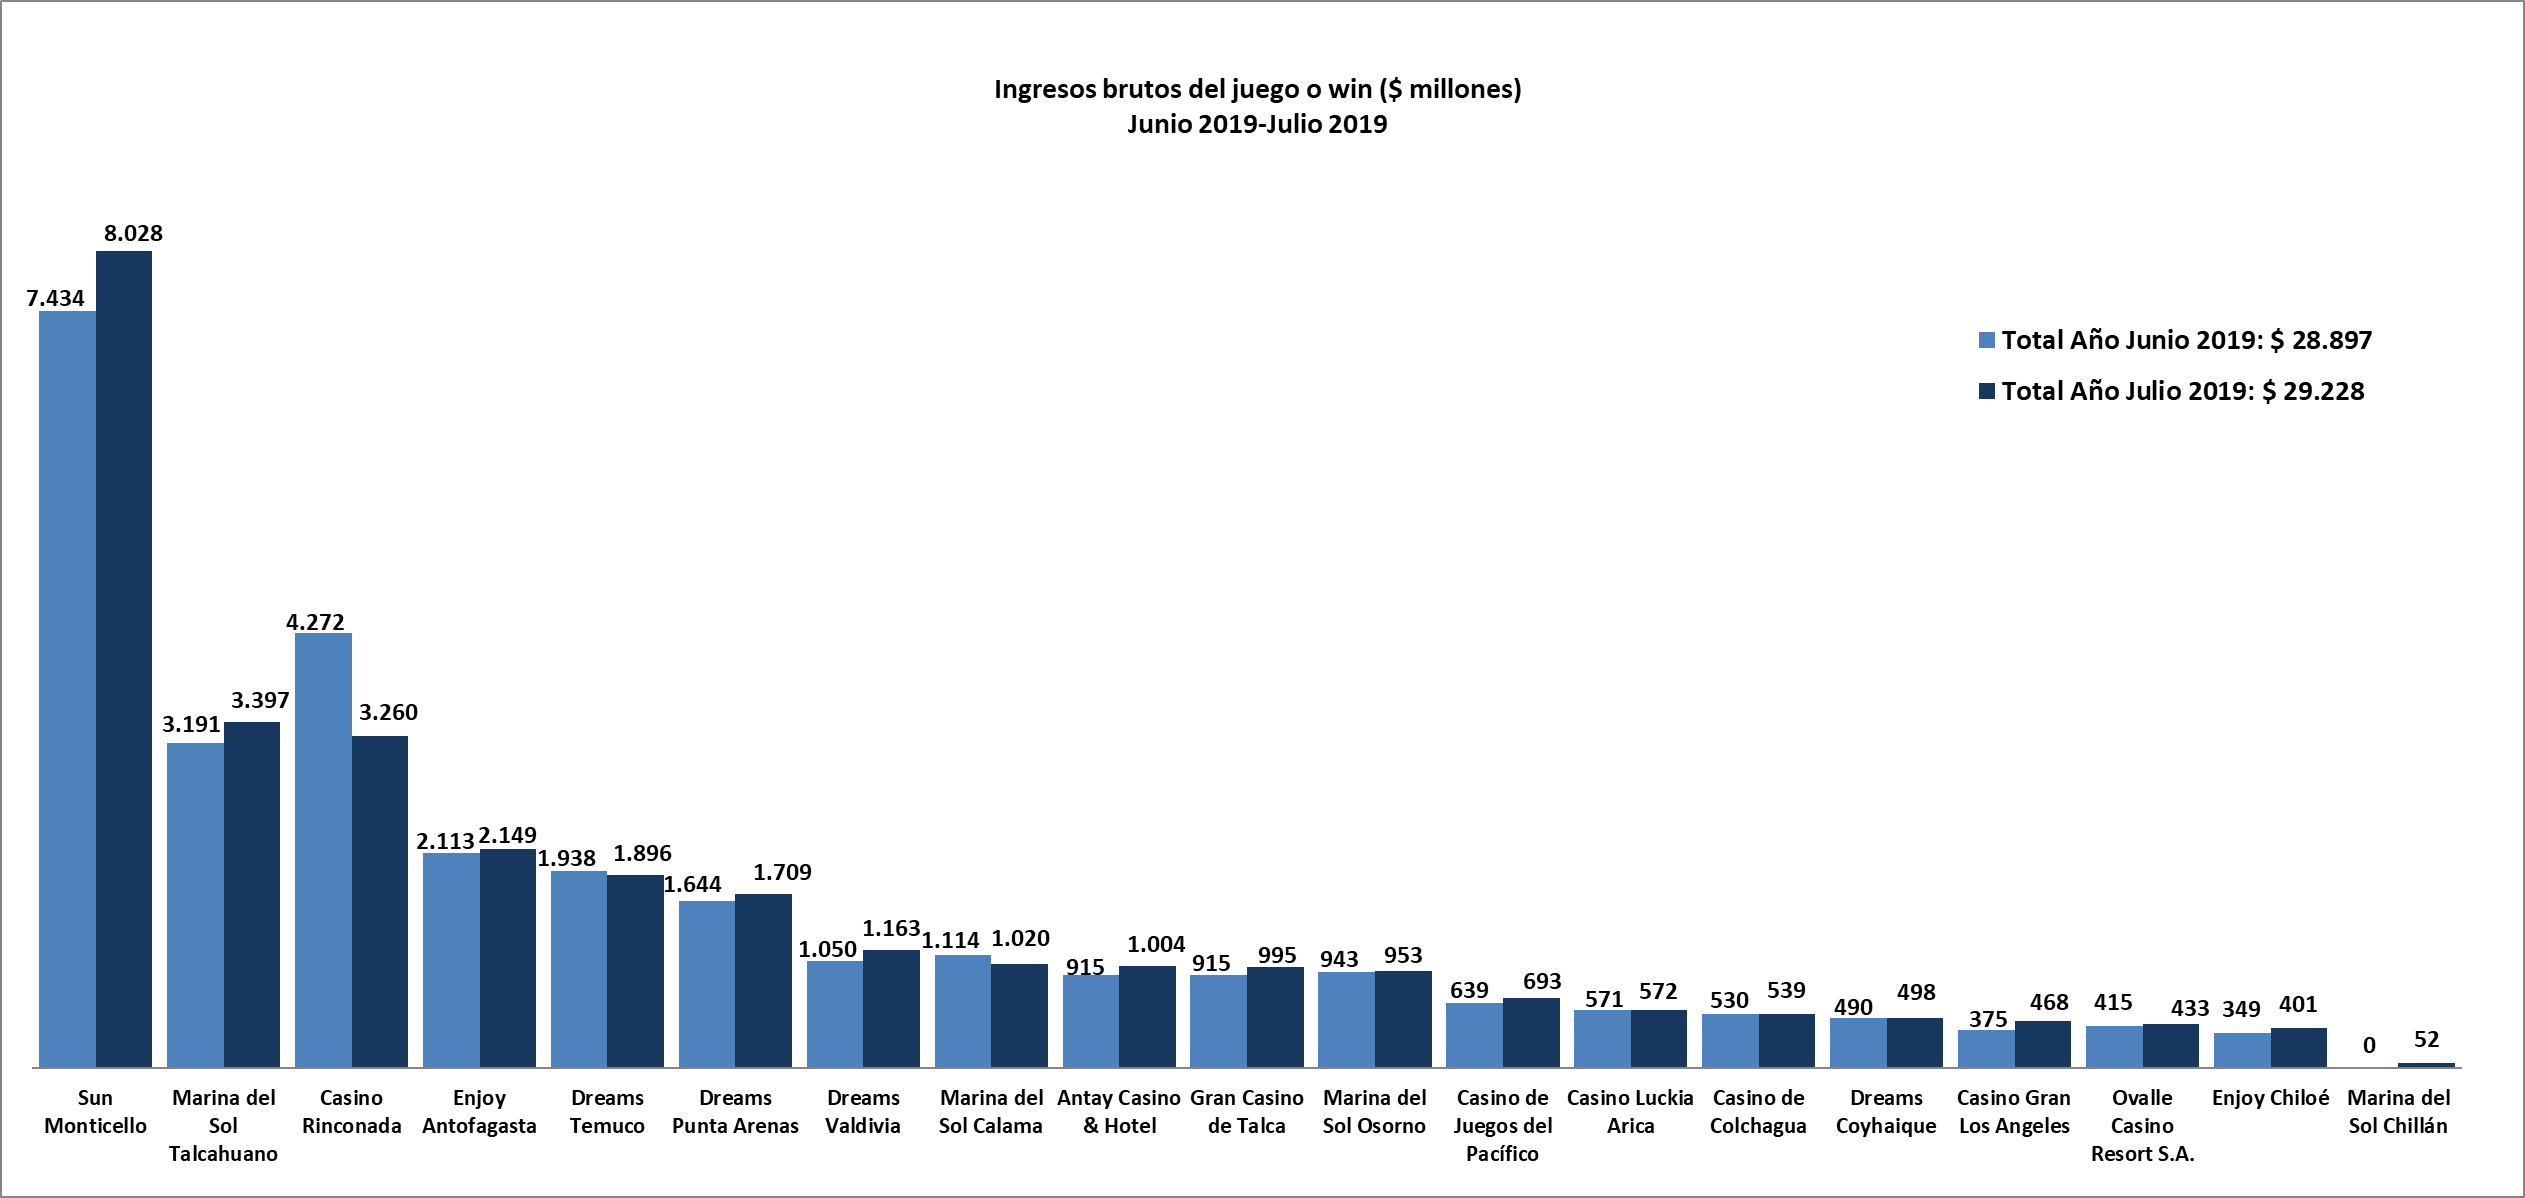 Ingresos brutos del juego o win ($ millones)
Junio 2019-Julio 2019
Total Año Junio 2019: $ 28.897
Total Año Julio 2019: $ 29.228
7.434
8.028
3.191
3.397
4.272
3.260
2.113
2.149
1.938
1.896
1.644
1.709
1.050
1.163
1.114
1.020
915
1.004
915
995
943
953
639
693
571
572
530
539
490
498
375
468
415
433
349
401
0
52
Sun
Monticello
Marina del
Sol
Talcahuano
Casino
Rinconada
Enjoy
Antofagasta
Dreams
Temuco
Dreams
Punta Arenas
Dreams
Valdivia
Marina del
Sol Calama
Antay Casino
& Hotel
Gran Casino
de Talca
Marina del
Sol Osorno
Casino de
Juegos del
Pacífico
Casino Luckia
Arica
Casino de
Colchagua
Dreams
Coyhaique
Casino Gran
Los Angeles
Ovalle
Casino
Resort S.A.
Enjoy Chiloé
Marina del
Sol Chillán